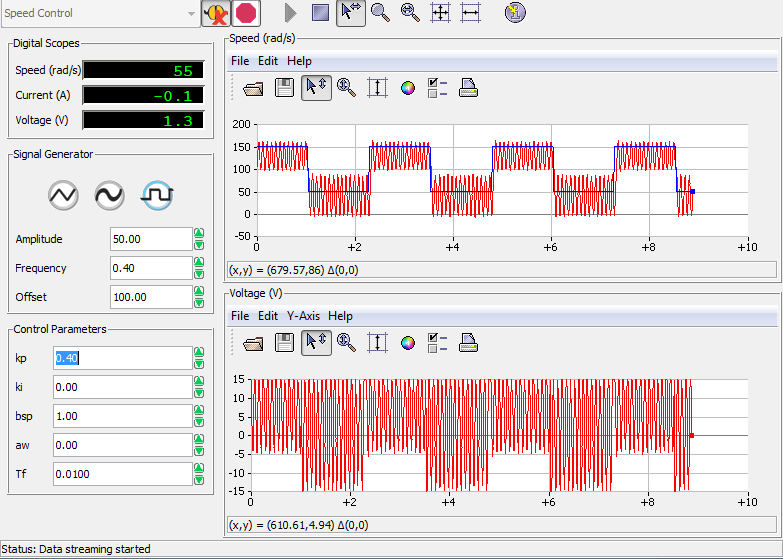 Speed Control
Digital Scopes
Speed (rad/s) 55
Current (A) -0.1
Voltage (V) 1.3
Signal Generator
Amplitude 50.00
Frequency 0.40
Offset 100.00
Control Parameters
kp 0.40
ki 0.00
bsp 1.00
aw 0.00
Tf 0.0100
Speed (rad/s)
File Edit Help
200
150
100
50
0
-50
0 +2 +4 +6 +8 +10
(x,y) = (679.57,86) Δ(0,0)
Voltage (V)
File Edit Y-Axis Help
15
10
5
0
-5
-10
-15
0 +2 +4 +6 +8 +10
(x,y) = (610.61,4.94) Δ(0,0)
Status: Data streaming started